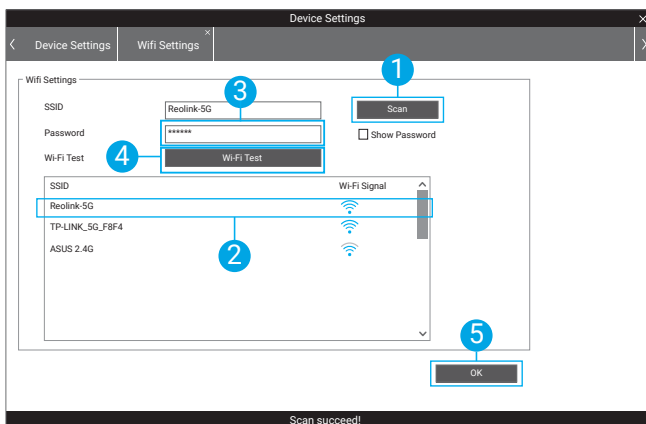 Device Settings
Device Settings Wifi Settings
Wifi Settings
1
SSID Reolink-5G Scan
3
Password ****** Show Password
4
Wi-Fi Test Wi-Fi Test
SSID Wi-Fi Signal
Reolink-5G
TP-LINK_5G_F8F4
ASUS 2.4G
2
5
OK
Scan succeed!